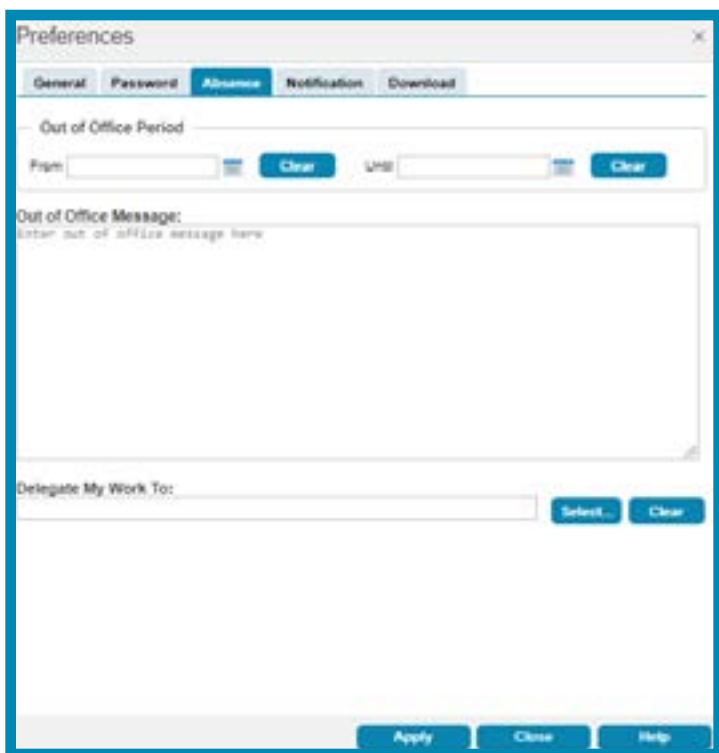 Preferences
General Password Absence Notification Download
Out of Office Period
From Clear Until Clear
Out of Office Message:
Enter out of office message here
Delegate My Work To:
Select... Clear
Apply Close Help